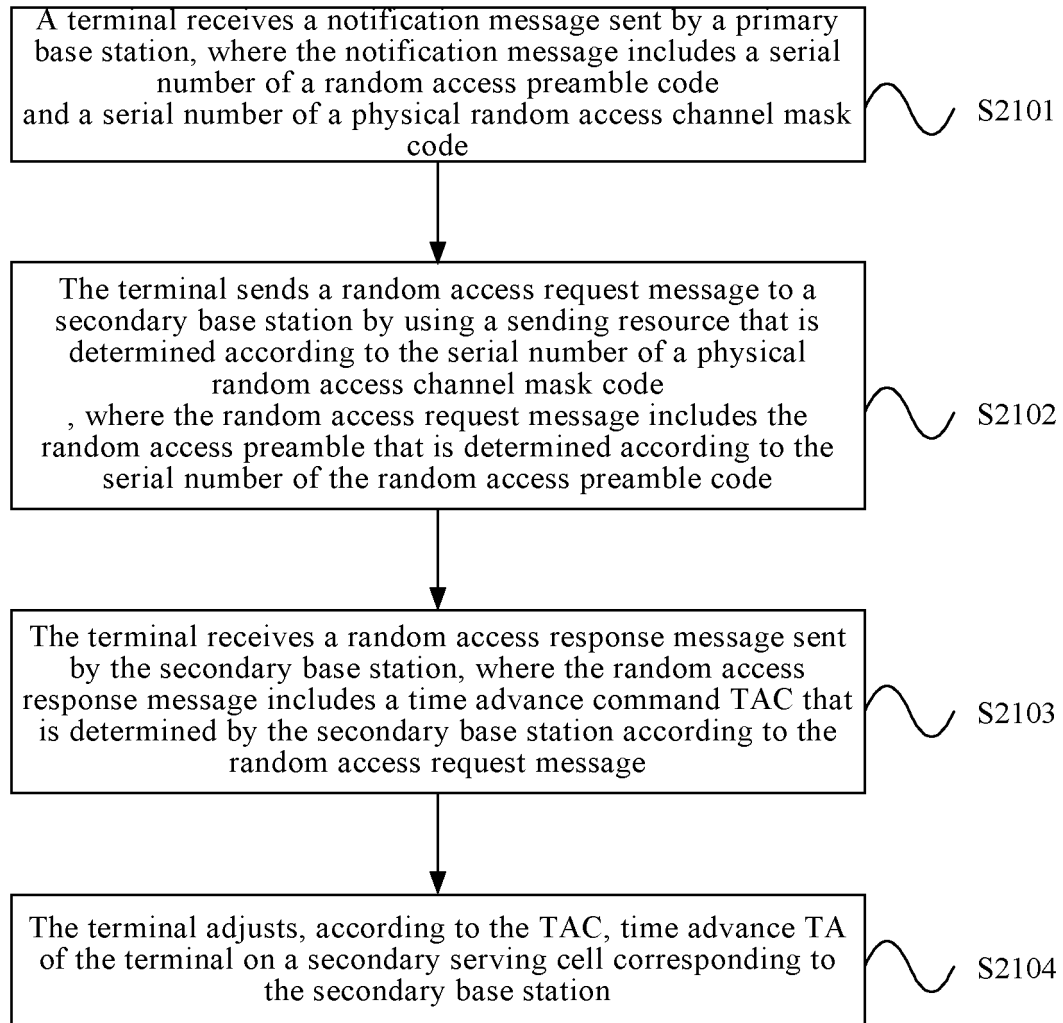 A terminal receives a notification message sent by a primary
base station, where the notification message includes a serial
number of a random access preamble code
and a serial number of a physical random access channel mask
code
S2101
The terminal sends a random access request message to a
secondary base station by using a sending resource that is
determined according to the serial number of a physical
random access channel mask code
, where the random access request message includes the
random access preamble that is determined according to the
serial number of the random access preamble code
S2102
The terminal receives a random access response message sent
by the secondary base station, where the random access
response message includes a time advance command TAC that
is determined by the secondary base station according to the
random access request message
S2103
The terminal adjusts, according to the TAC, time advance TA
of the terminal on a secondary serving cell corresponding to
the secondary base station
S2104